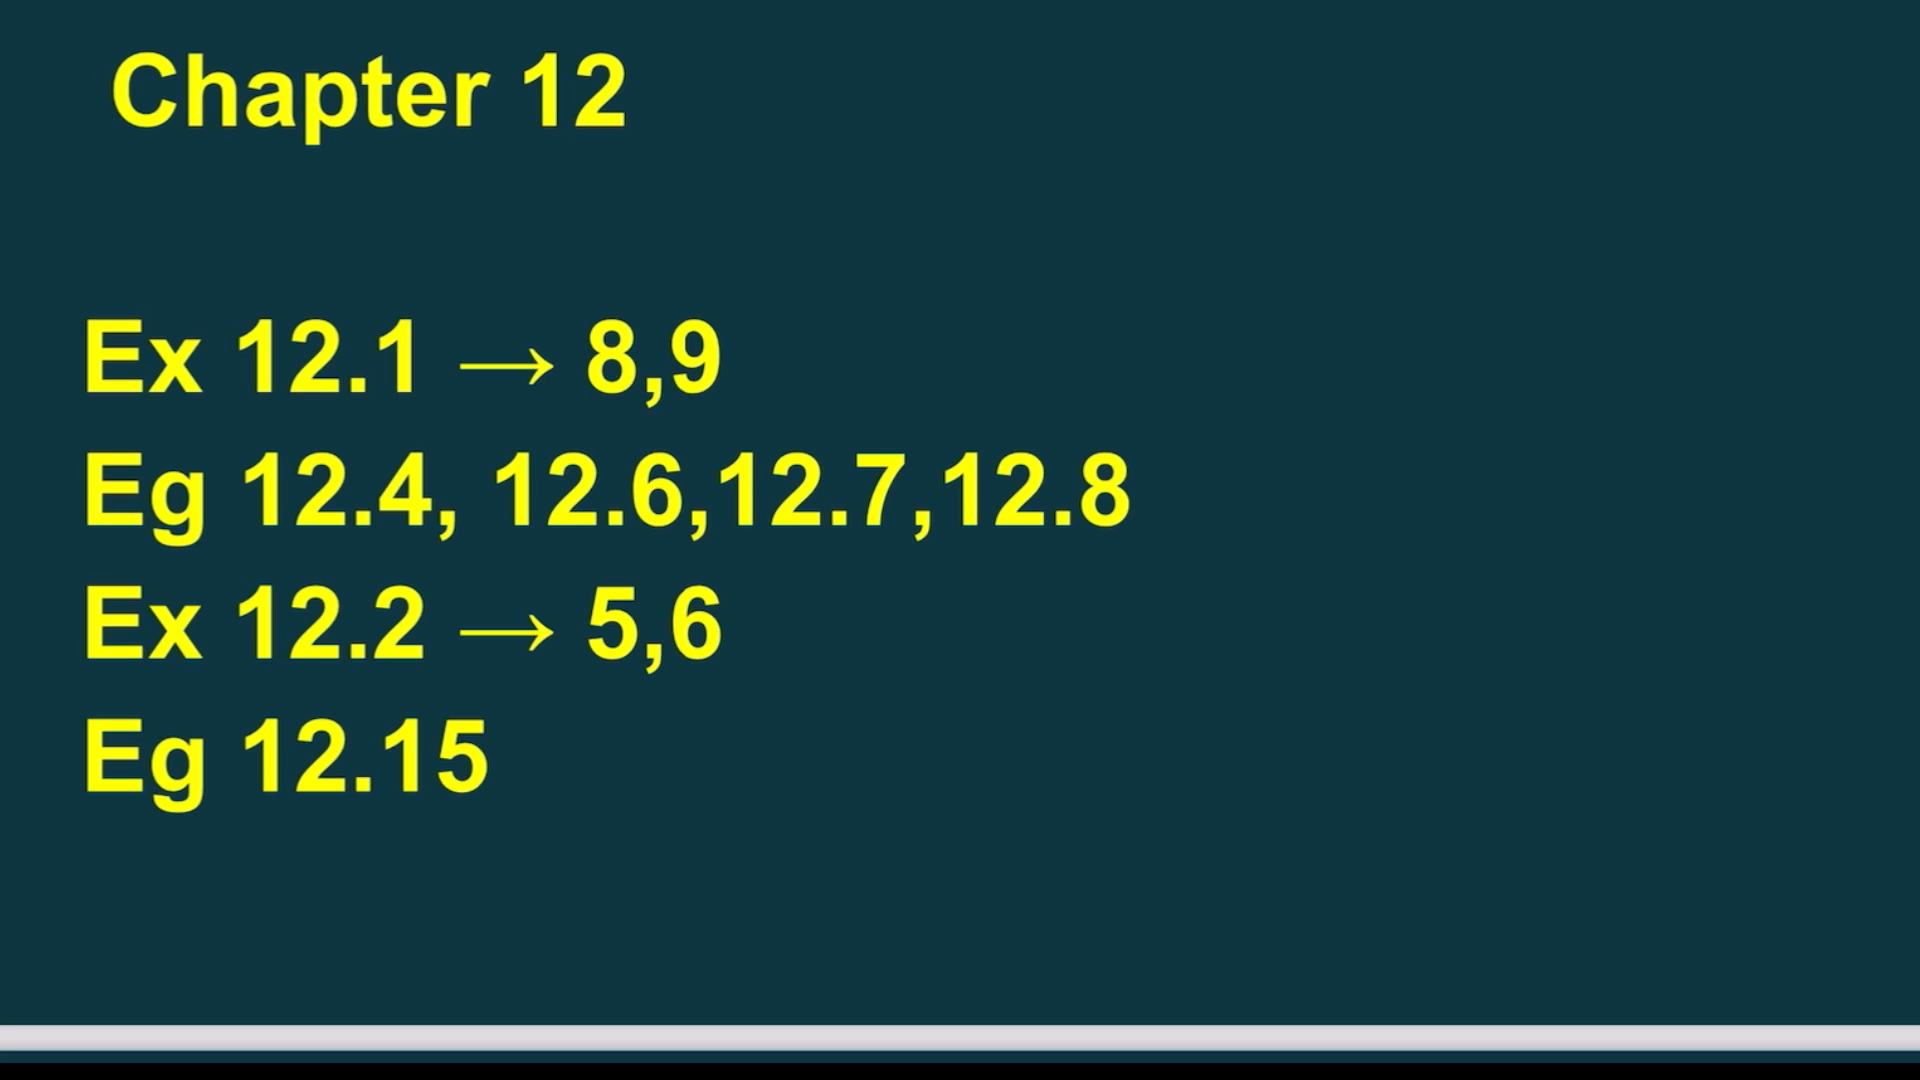 Chapter 12
Ex 12.1 → 8,9
Eg 12.4, 12.6,12.7,12.8
Ex 12.2 → 5,6
Eg 12.15